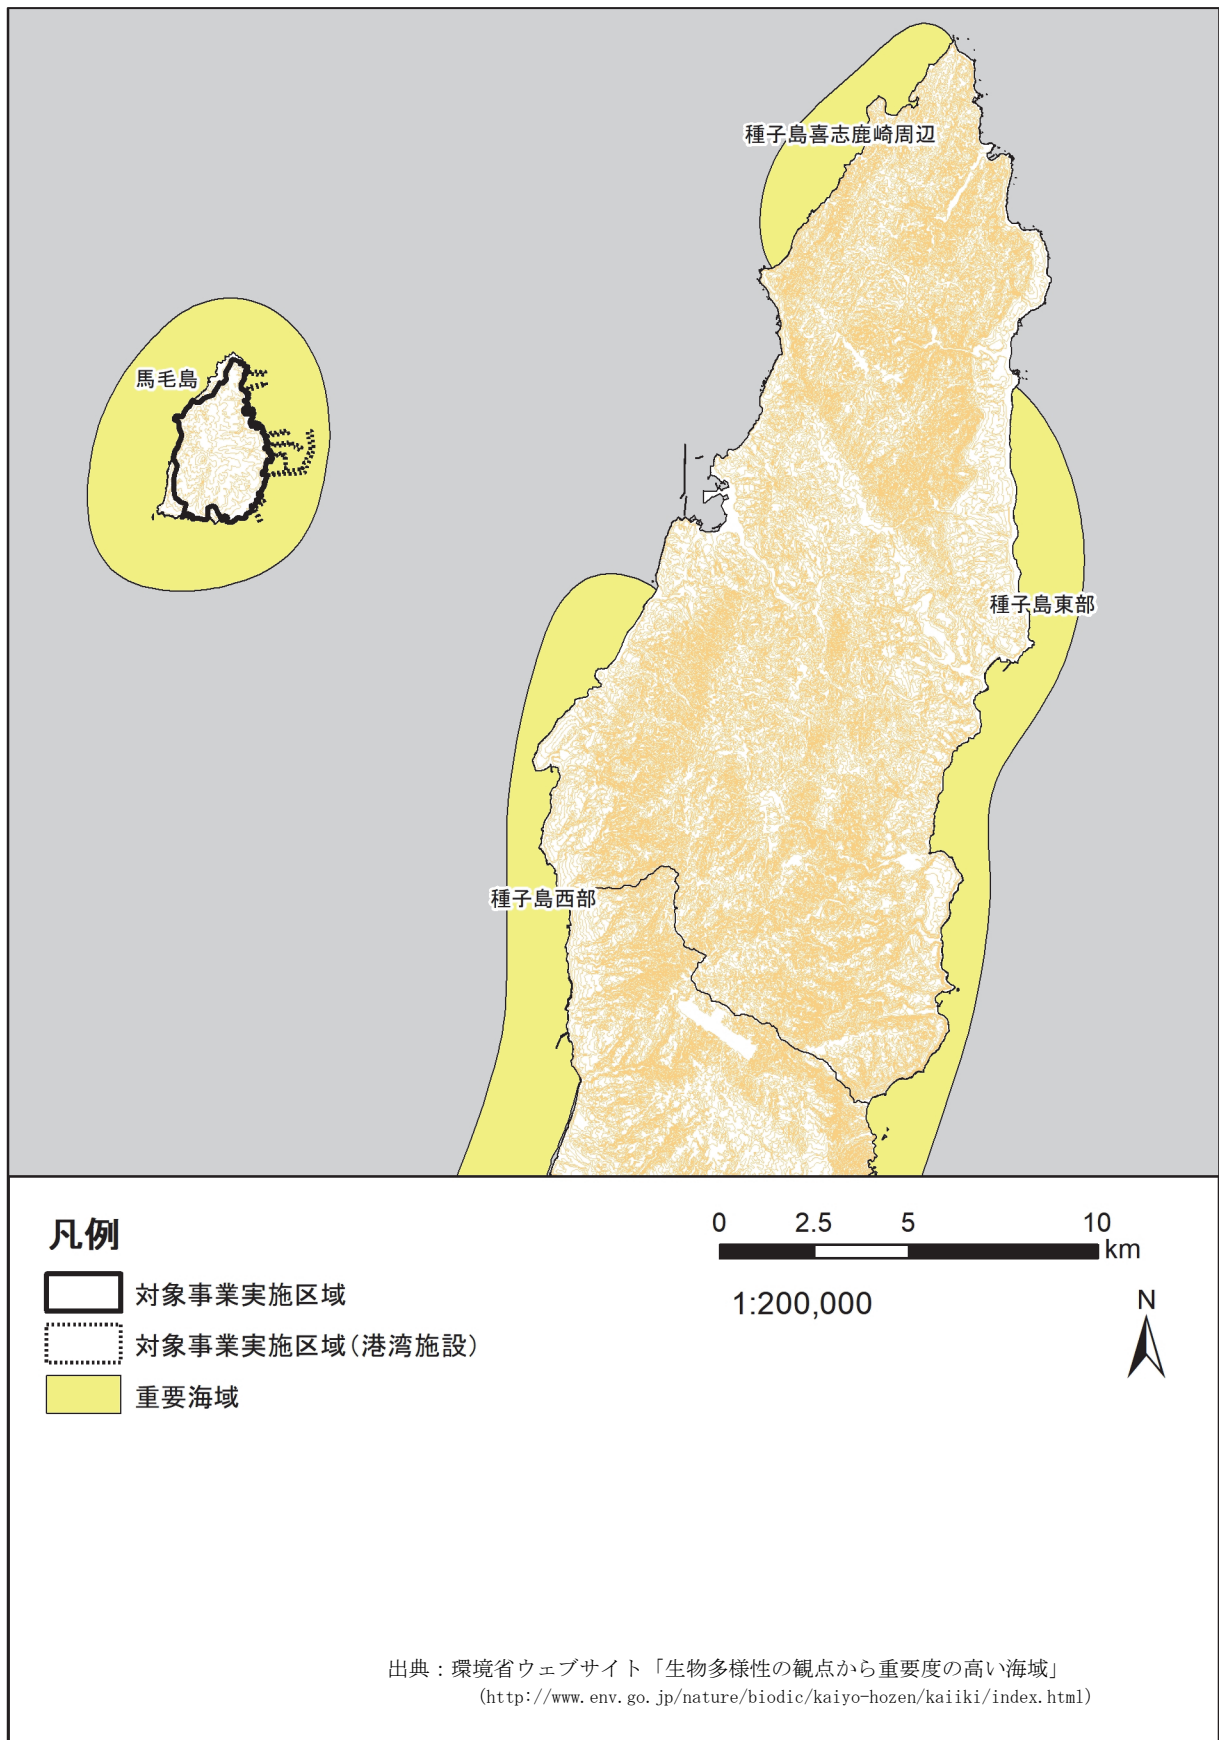 種子島喜志鹿崎周辺
馬毛島
種子島東部
種子島西部
凡例
対象事業実施区域
対象事業実施区域(港湾施設)
重要海域
0 2.5 5 10
km
1:200,000
N
出典：環境省ウェブサイト「生物多様性の観点から重要度の高い海域」
(http://www.env.go.jp/nature/biodic/kaiyo-hozen/kaiiki/index.html)